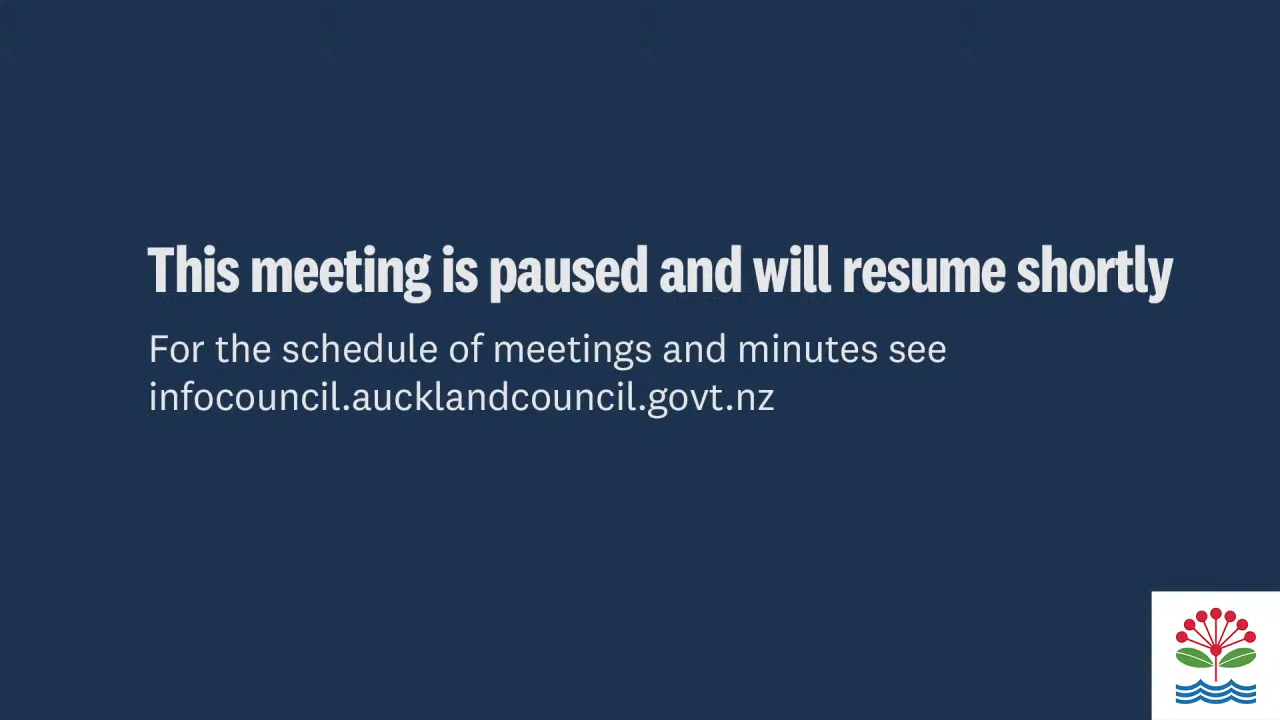 This meeting is paused and will resume shortly
For the schedule of meetings and minutes see
infocouncil.aucklandcouncil.govt.nz